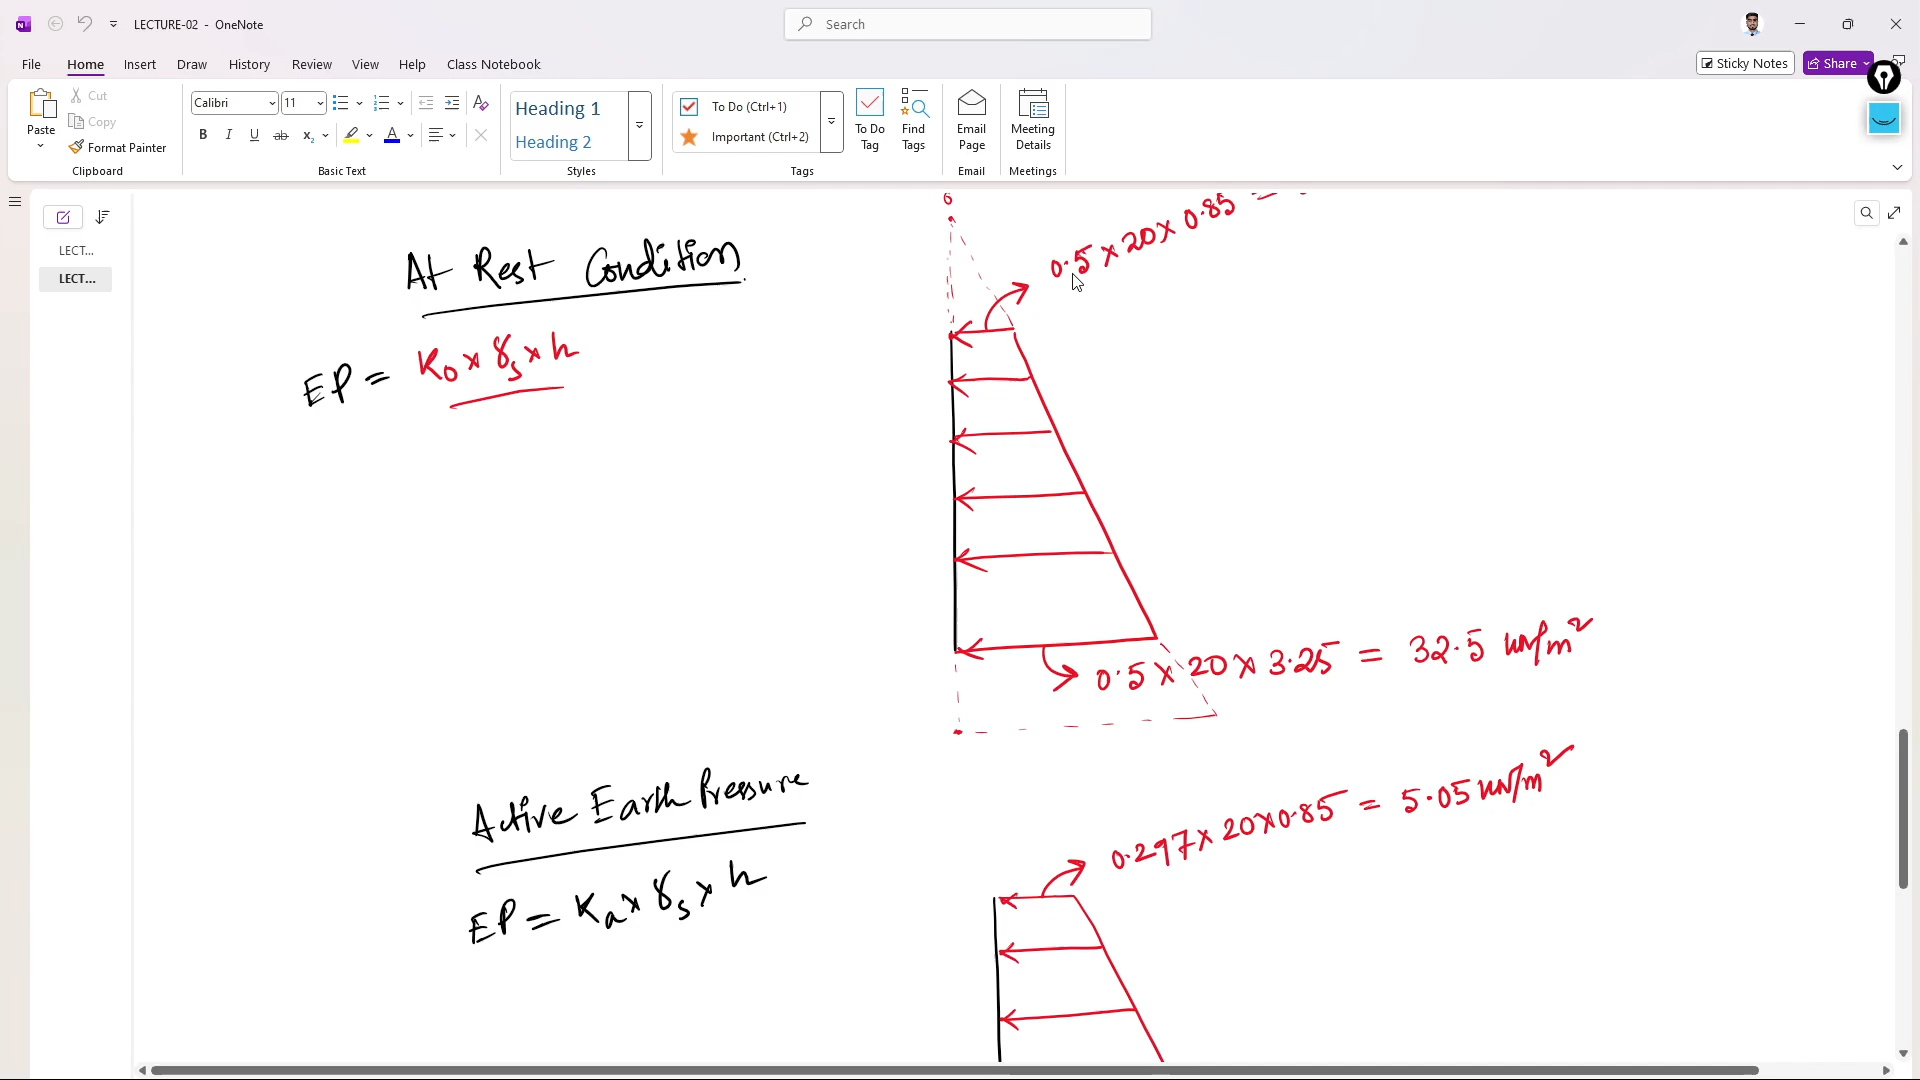 LECTURE-02 - OneNote
Search
File Home Insert Draw History Review View Help Class Notebook
Sticky Notes Share
Paste Cut Copy Format Painter
Calibri 11
Heading 1
Heading 2
To Do (Ctrl+1)
Important (Ctrl+2)
To Do Tag
Find Tags
Email Page
Meeting Details
Clipboard Basic Text Styles Tags Email Meetings
LECT...
LECT...
At Rest Condition
EP = K₀ × γs × h
0
0.5 × 20 × 0.85 =
0.5 × 20 × 3.25 = 32.5 kN/m²
Active Earth Pressure
EP = Ka × γs × h
0.297 × 20 × 0.85 = 5.05 kN/m²